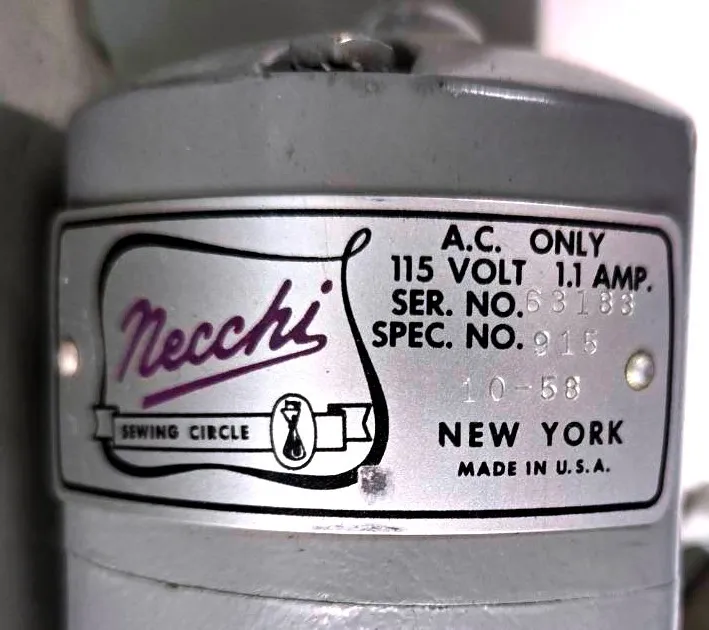 Necchi
SEWING CIRCLE
A.C. ONLY
115 VOLT 1.1 AMP.
SER. NO. 63183
SPEC. NO. 915
10-58
NEW YORK
MADE IN U.S.A.